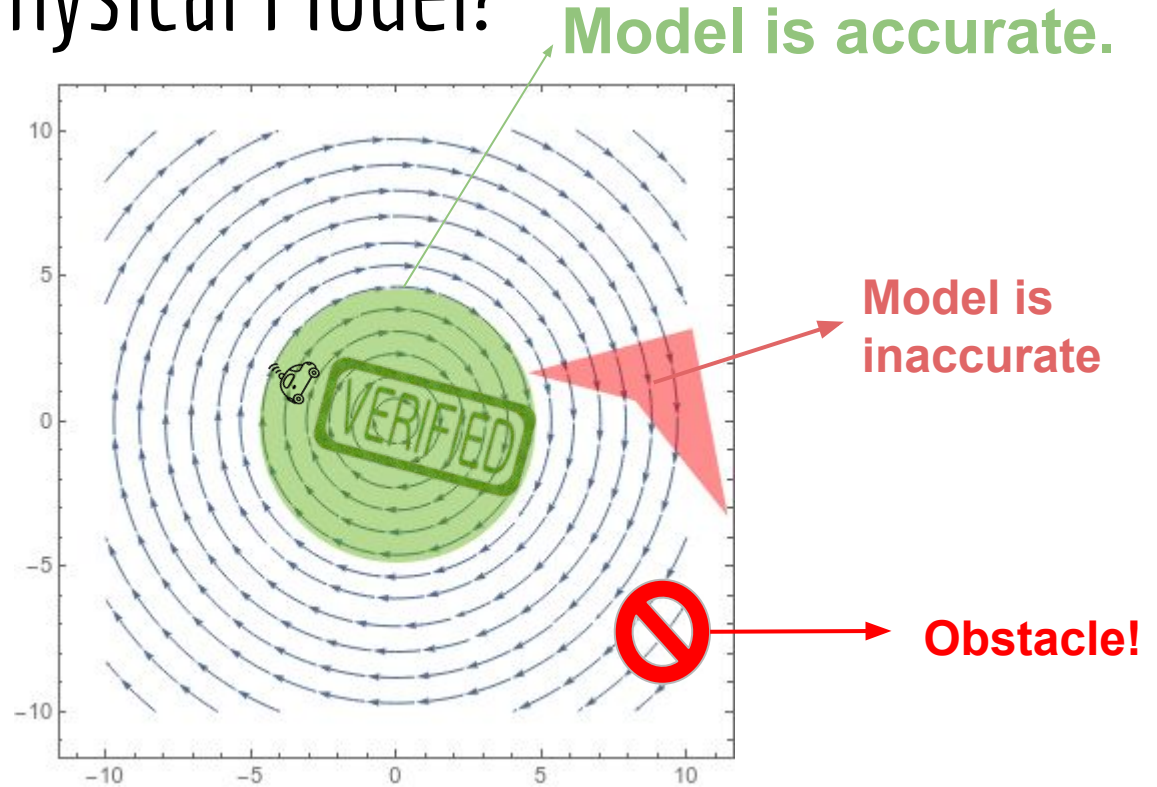 Model is accurate.
10
5
0
−5
−10
VERIFIED
−10 −5 0 5 10
Model is
inaccurate
Obstacle!